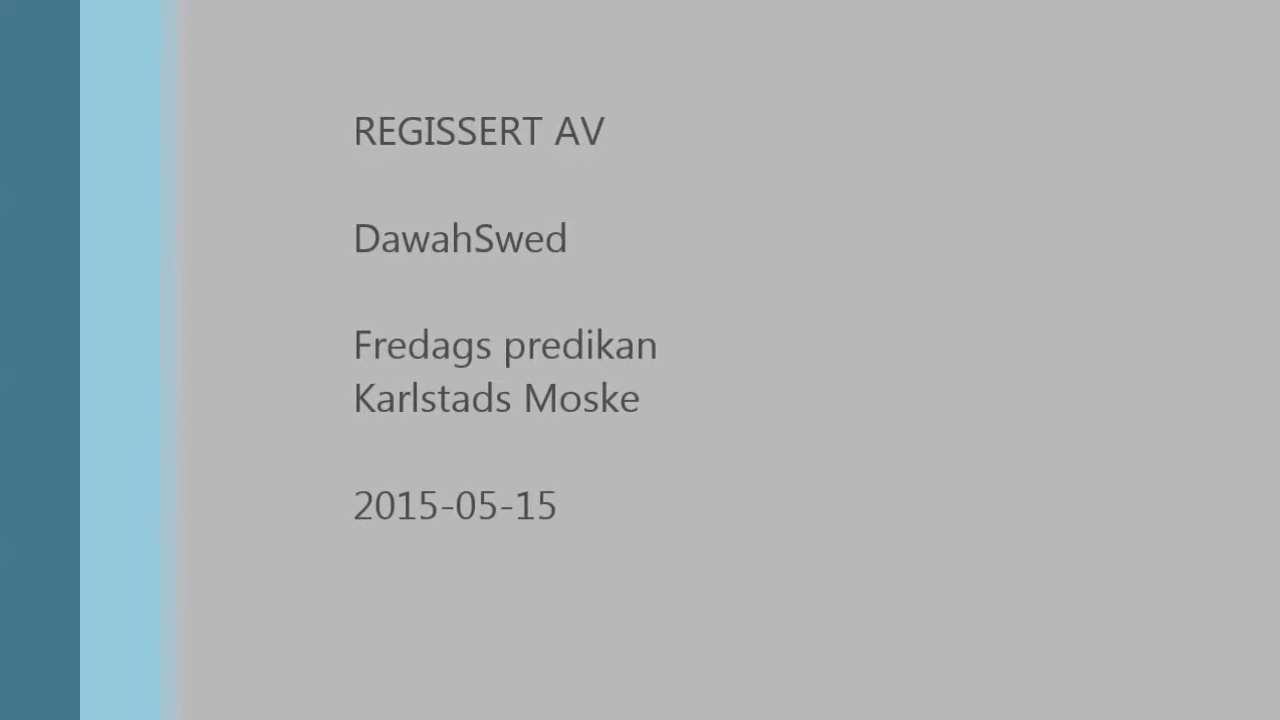 REGISSERT AV
DawahSwed
Fredags predikan
Karlstads Moske
2015-05-15